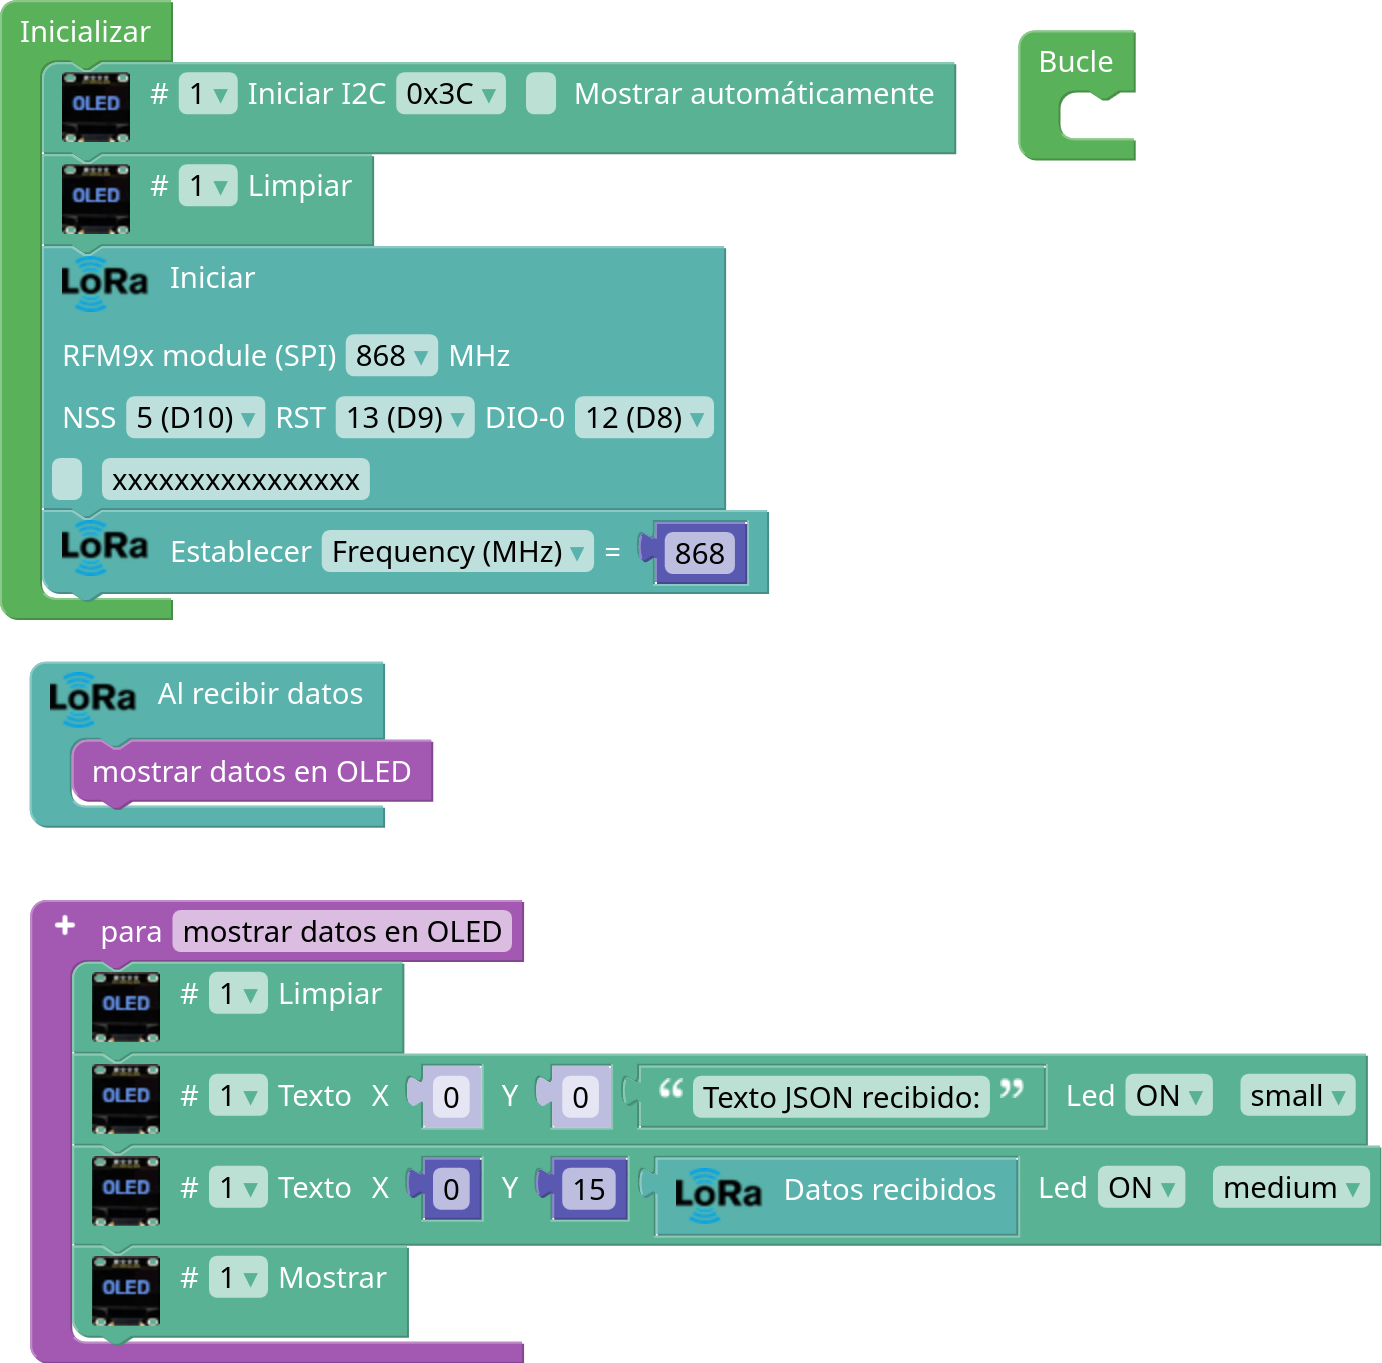 Inicializar
OLED # 1 ▾ Iniciar I2C 0x3C ▾ Mostrar automáticamente
OLED # 1 ▾ Limpiar
LoRa Iniciar
RFM9x module (SPI) 868 ▾ MHz
NSS 5 (D10) ▾ RST 13 (D9) ▾ DIO-0 12 (D8) ▾
xxxxxxxxxxxxxxxx
LoRa Establecer Frequency (MHz) ▾ = 868
Bucle
LoRa Al recibir datos
mostrar datos en OLED
+ para mostrar datos en OLED
OLED # 1 ▾ Limpiar
OLED # 1 ▾ Texto X 0 Y 0 “ Texto JSON recibido: ” Led ON ▾ small ▾
OLED # 1 ▾ Texto X 0 Y 15 LoRa Datos recibidos Led ON ▾ medium ▾
OLED # 1 ▾ Mostrar